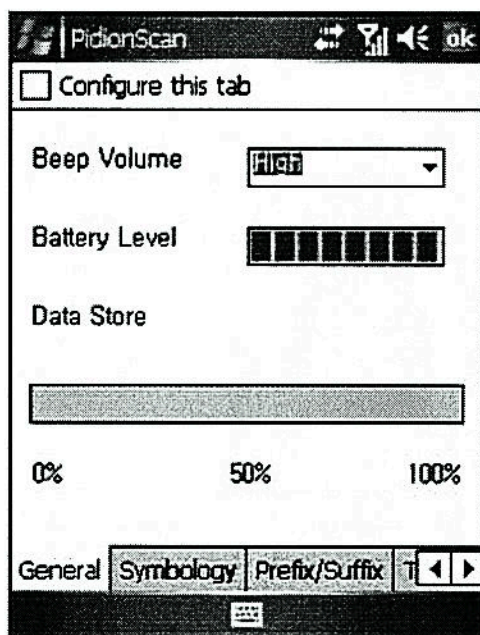 PidionScan ok
Configure this tab
Beep Volume High
Battery Level
Data Store
0% 50% 100%
General Symbology Prefix/Suffix T